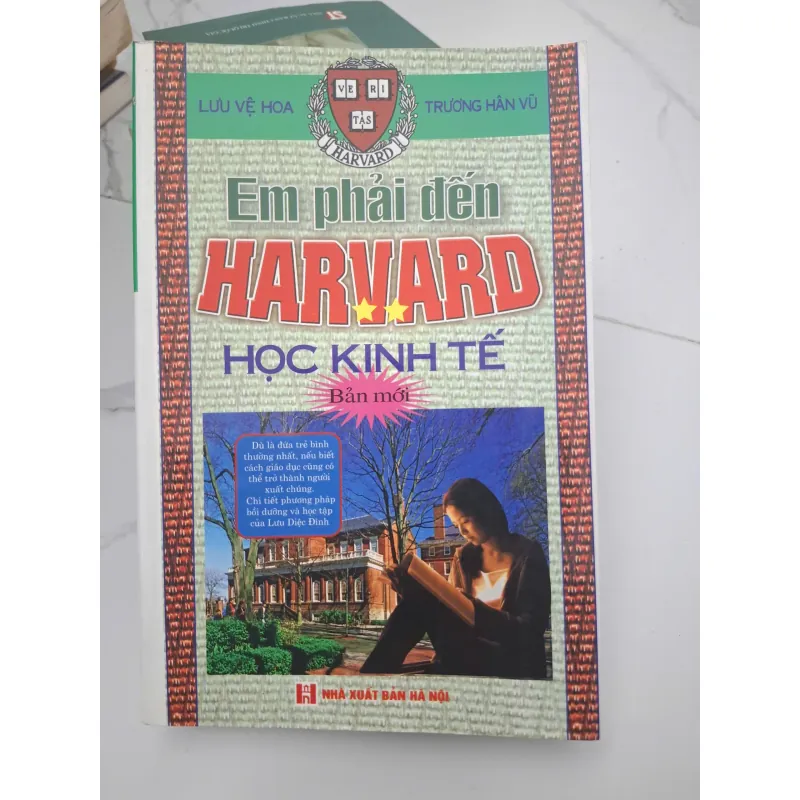 LƯU VỆ HOA
VE RI
TAS
HARVARD
TRƯƠNG HÂN VŨ
Em phải đến
HARVARD
HỌC KINH TẾ
Bản mới
Dù là đứa trẻ bình
thường nhất, nếu biết
cách giáo dục cũng có
thể trở thành người
xuất chúng.
Chi tiết phương pháp
bồi dưỡng và học tập
của Lưu Diệc Đình
NHÀ XUẤT BẢN HÀ NỘI